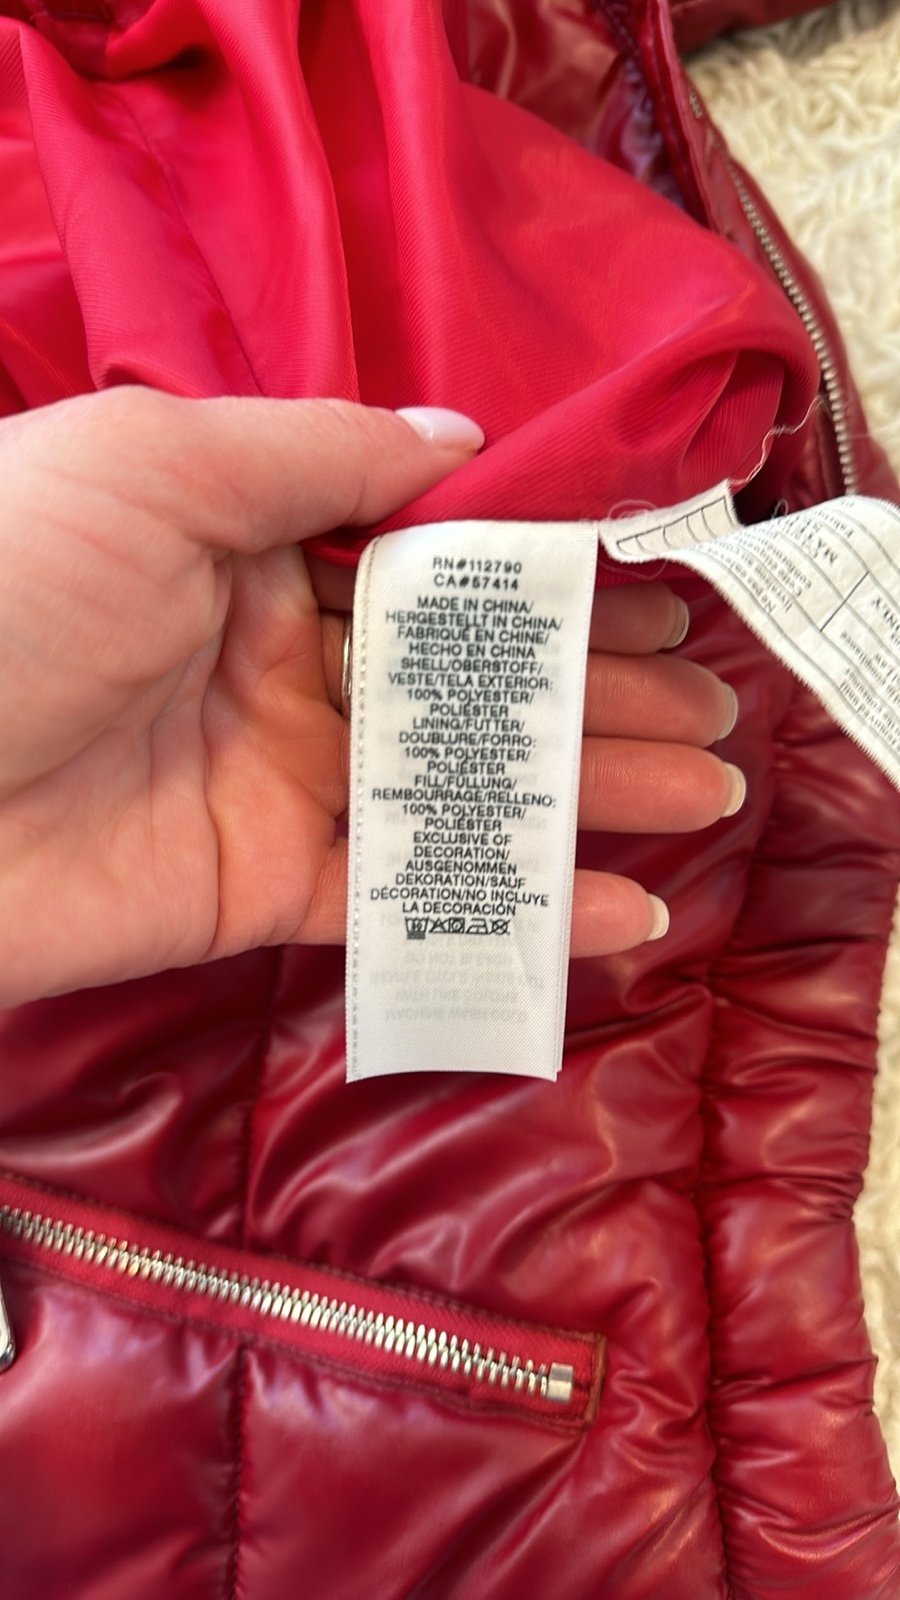 RN#112790
CA#57414
MADE IN CHINA/
HERGESTELLT IN CHINA/
FABRIQUÉ EN CHINE/
HECHO EN CHINA
SHELL/OBERSTOFF/
VESTE/TELA EXTERIOR:
100% POLYESTER/
POLIÉSTER
LINING/FUTTER/
DOUBLURE/FORRO:
100% POLYESTER/
POLIÉSTER
FILL/FÜLLUNG/
REMBOURRAGE/RELLENO:
100% POLYESTER/
POLIÉSTER
EXCLUSIVE OF
DECORATION/
AUSGENOMMEN
DEKORATION/SAUF
DÉCORATION/NO INCLUYE
LA DECORACIÓN